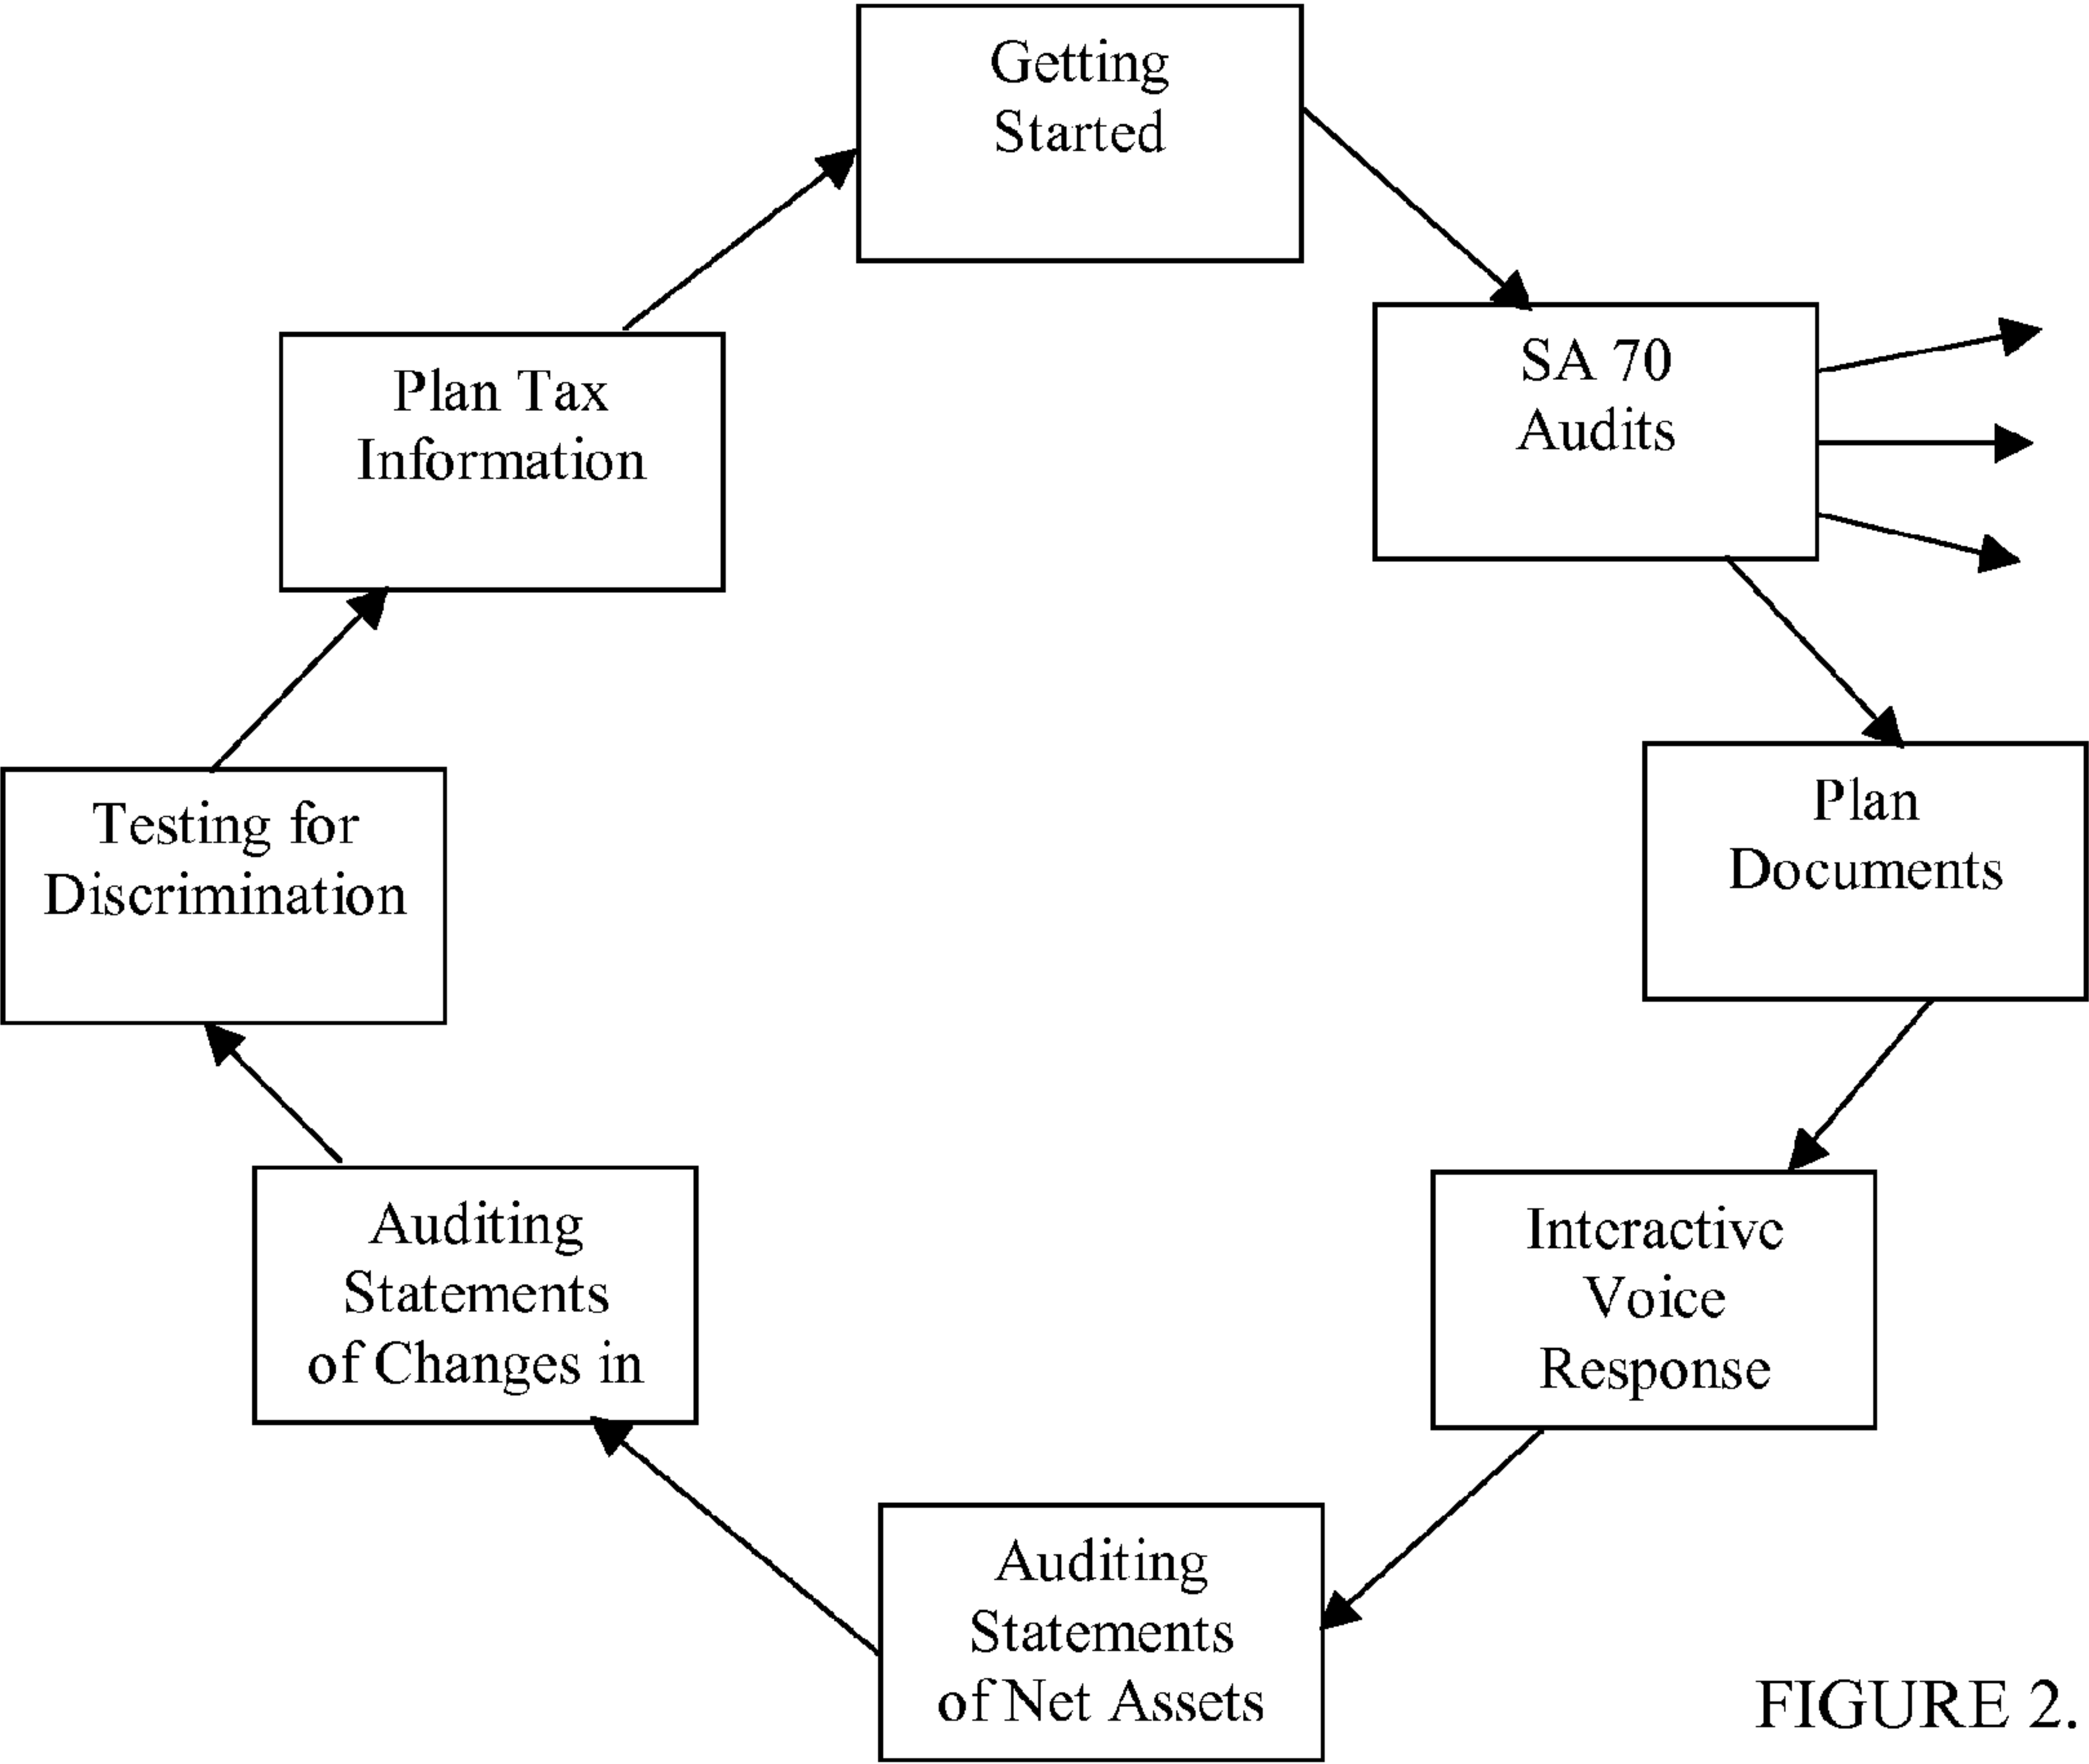 Getting
Started
SA 70
Audits
Plan Tax
Information
Plan
Documents
Testing for
Discrimination
Interactive
Voice
Response
Auditing
Statements
of Changes in
Auditing
Statements
of Net Assets
FIGURE 2.